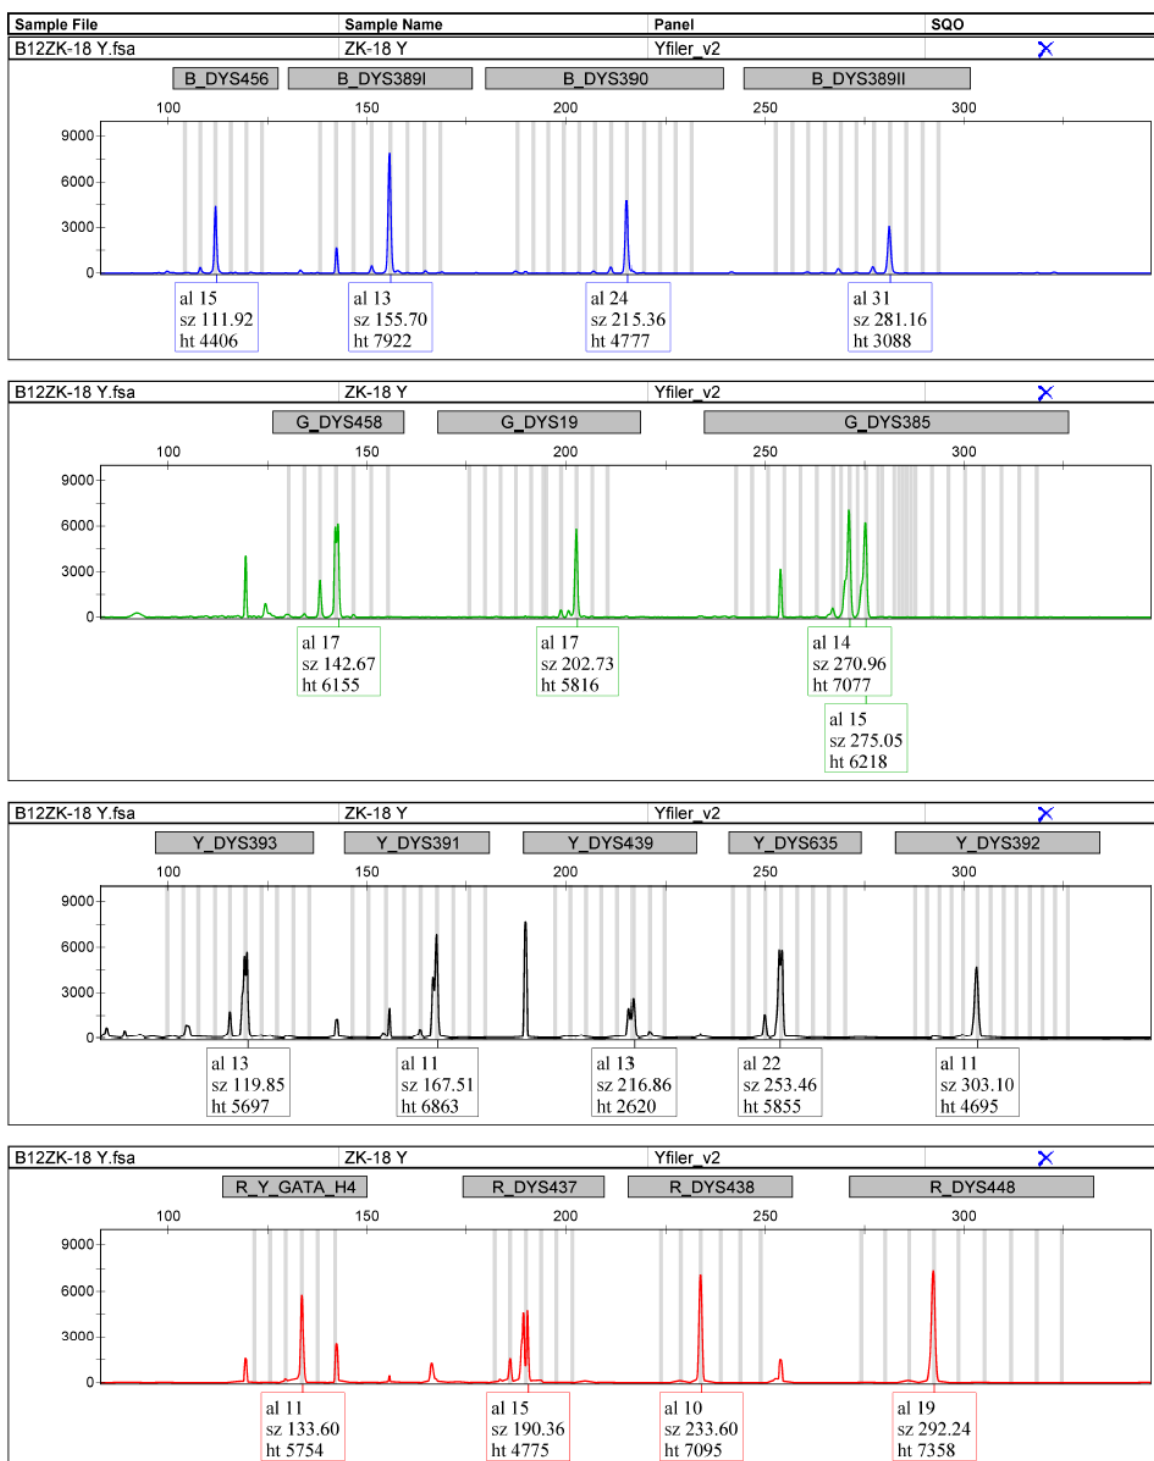 Sample File Sample Name Panel SQO
B12ZK-18 Y.fsa ZK-18 Y Yfiler_v2
B_DYS456 B_DYS389I B_DYS390 B_DYS389II
100 150 200 250 300
9000
6000
3000
0
al 15 al 13 al 24 al 31
sz 111.92 sz 155.70 sz 215.36 sz 281.16
ht 4406 ht 7922 ht 4777 ht 3088
B12ZK-18 Y.fsa ZK-18 Y Yfiler_v2
G_DYS458 G_DYS19 G_DYS385
100 150 200 250 300
9000
6000
3000
0
al 17 al 17 al 14
sz 142.67 sz 202.73 sz 270.96
ht 6155 ht 5816 ht 7077
al 15
sz 275.05
ht 6218
B12ZK-18 Y.fsa ZK-18 Y Yfiler_v2
Y_DYS393 Y_DYS391 Y_DYS439 Y_DYS635 Y_DYS392
100 150 200 250 300
9000
6000
3000
0
al 13 al 11 al 13 al 22 al 11
sz 119.85 sz 167.51 sz 216.86 sz 253.46 sz 303.10
ht 5697 ht 6863 ht 2620 ht 5855 ht 4695
B12ZK-18 Y.fsa ZK-18 Y Yfiler_v2
R_Y_GATA_H4 R_DYS437 R_DYS438 R_DYS448
100 150 200 250 300
9000
6000
3000
0
al 11 al 15 al 10 al 19
sz 133.60 sz 190.36 sz 233.60 sz 292.24
ht 5754 ht 4775 ht 7095 ht 7358